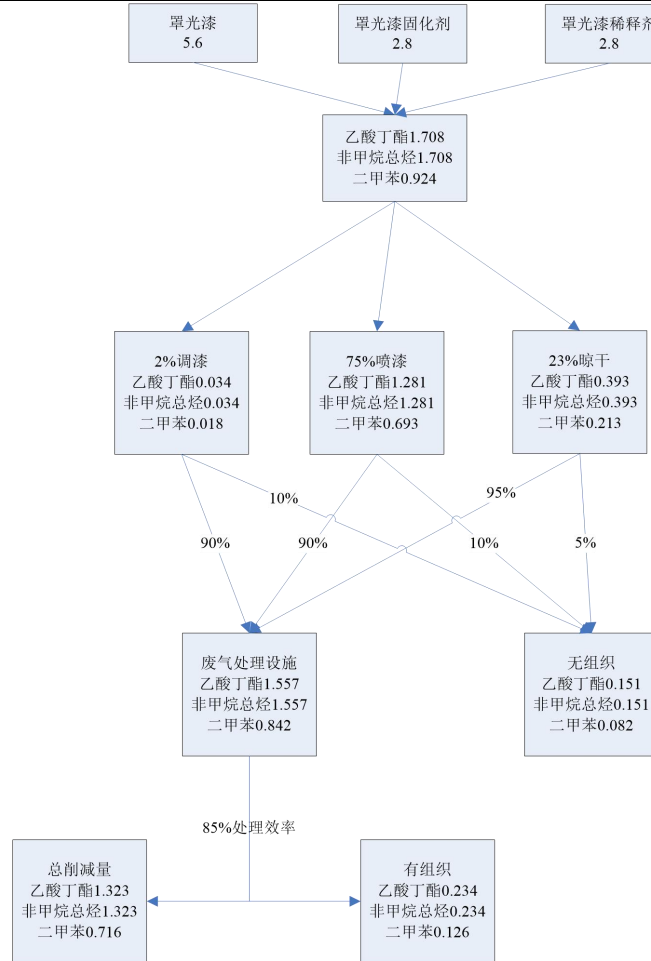 罩光漆
5.6
罩光漆固化剂
2.8
罩光漆稀释剂
2.8
乙酸丁酯1.708
非甲烷总烃1.708
二甲苯0.924
2%调漆
乙酸丁酯0.034
非甲烷总烃0.034
二甲苯0.018
75%喷漆
乙酸丁酯1.281
非甲烷总烃1.281
二甲苯0.693
23%晾干
乙酸丁酯0.393
非甲烷总烃0.393
二甲苯0.213
10%
95%
90%
90%
10%
5%
废气处理设施
乙酸丁酯1.557
非甲烷总烃1.557
二甲苯0.842
无组织
乙酸丁酯0.151
非甲烷总烃0.151
二甲苯0.082
85%处理效率
总削减量
乙酸丁酯1.323
非甲烷总烃1.323
二甲苯0.716
有组织
乙酸丁酯0.234
非甲烷总烃0.234
二甲苯0.126